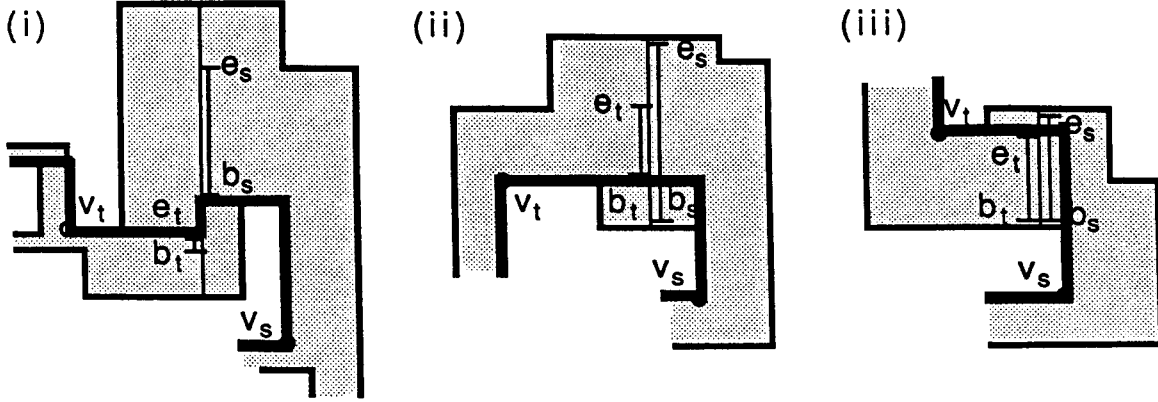 (i) (ii) (iii)
e_s e_s v_t e_s
e_t e_t
b_s
v_t e_t v_t b_t b_s b_t b_s
b_t
v_s v_s v_s